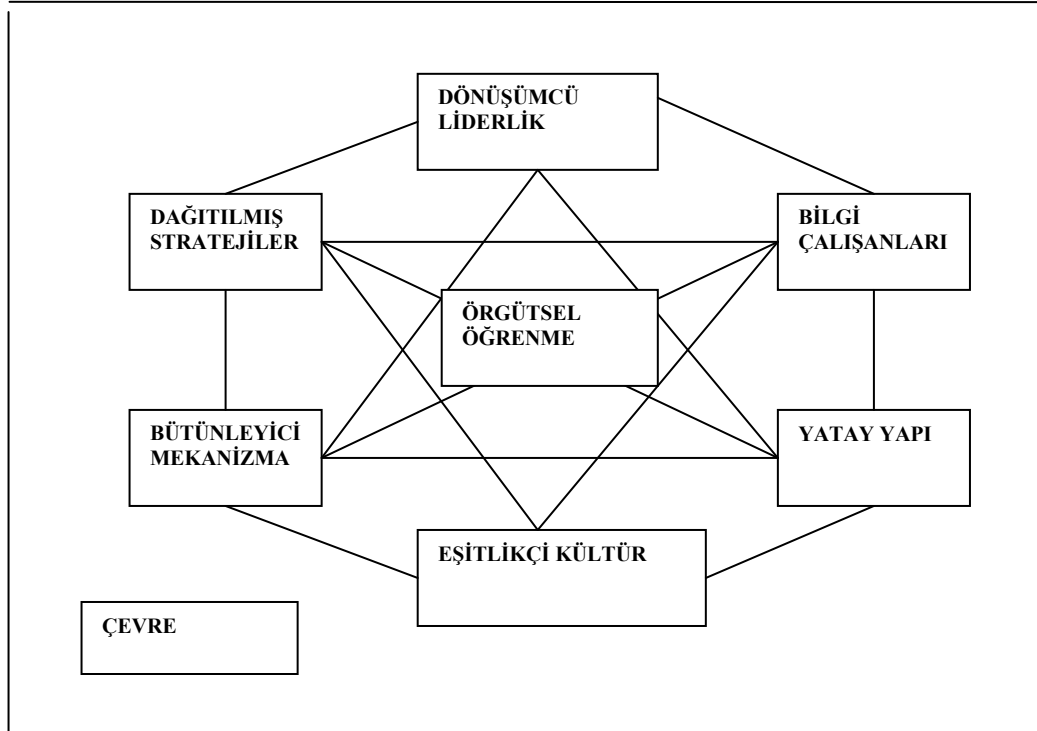 DÖNÜŞÜMCÜ
LİDERLİK
DAĞITILMIŞ
STRATEJİLER
BİLGİ
ÇALIŞANLARI
ÖRGÜTSEL
ÖĞRENME
BÜTÜNLEYİCİ
MEKANİZMA
YATAY YAPI
EŞİTLİKÇİ KÜLTÜR
ÇEVRE